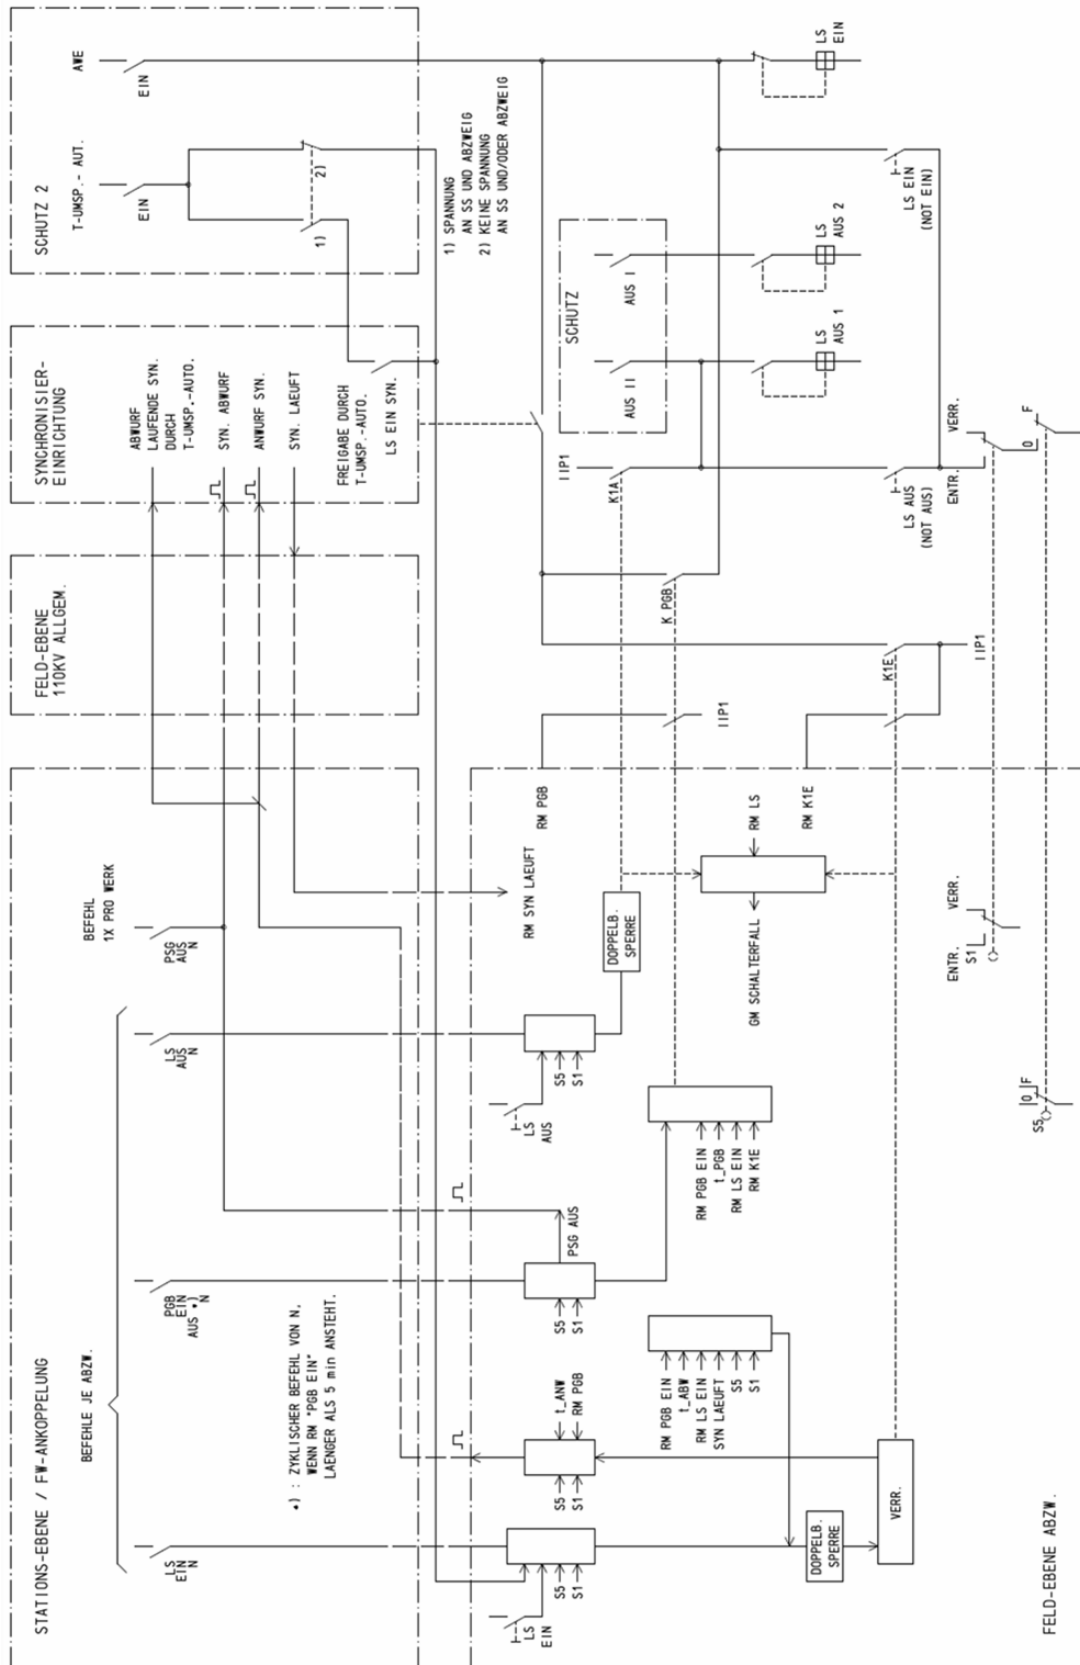 STATIONS-EBENE / FW-ANKOPPELUNG
BEFEHLE JE ABZW.
BEFEHL
1X PRO WERK
LS
EIN
N
PGB
EIN
AUS *)
N
LS
AUS
N
PSG
AUS
N
*) : ZYKLISCHER BEFEHL VON N,
WENN RM "PGB EIN"
LAENGER ALS 5 min ANSTEHT.
FELD-EBENE
110KV ALLGEM.
SYNCHRONISIER-
EINRICHTUNG
ABWURF
LAUFENDE SYN.
DURCH
T-UMSP.-AUTO.
SYN. ABWURF
ANWURF SYN.
SYN. LAEUFT
FREIGABE DURCH
T-UMSP.-AUTO.
LS EIN SYN.
SCHUTZ 2
T-UMSP.- AUT.
AWE
EIN
EIN
1)
2)
1) SPANNUNG
AN SS UND ABZWEIG
2) KEINE SPANNUNG
AN SS UND/ODER ABZWEIG
LS
EIN
S5
S1
S5
S1
t_ANW
RM PGB
S5
S1
PSG AUS
LS
AUS
S5
S1
DOPPELB.
SPERRE
RM SYN LAEUFT
RM PGB
IIP1
K PGB
IIP1
K1A
SCHUTZ
AUS II
AUS I
LS
AUS 1
LS
AUS 2
LS
EIN
RM PGB EIN
t_ABW
RM LS EIN
SYN LAEUFT
S5
S1
RM PGB EIN
t_PGB
RM LS EIN
RM K1E
GM SCHALTERFALL
RM LS
RM K1E
K1E
IIP1
LS AUS
(NOT AUS)
LS EIN
(NOT EIN)
DOPPELB.
SPERRE
VERR.
ENTR.
S1
VERR.
ENTR.
VERR.
S5
O
F
O
F
FELD-EBENE ABZW.